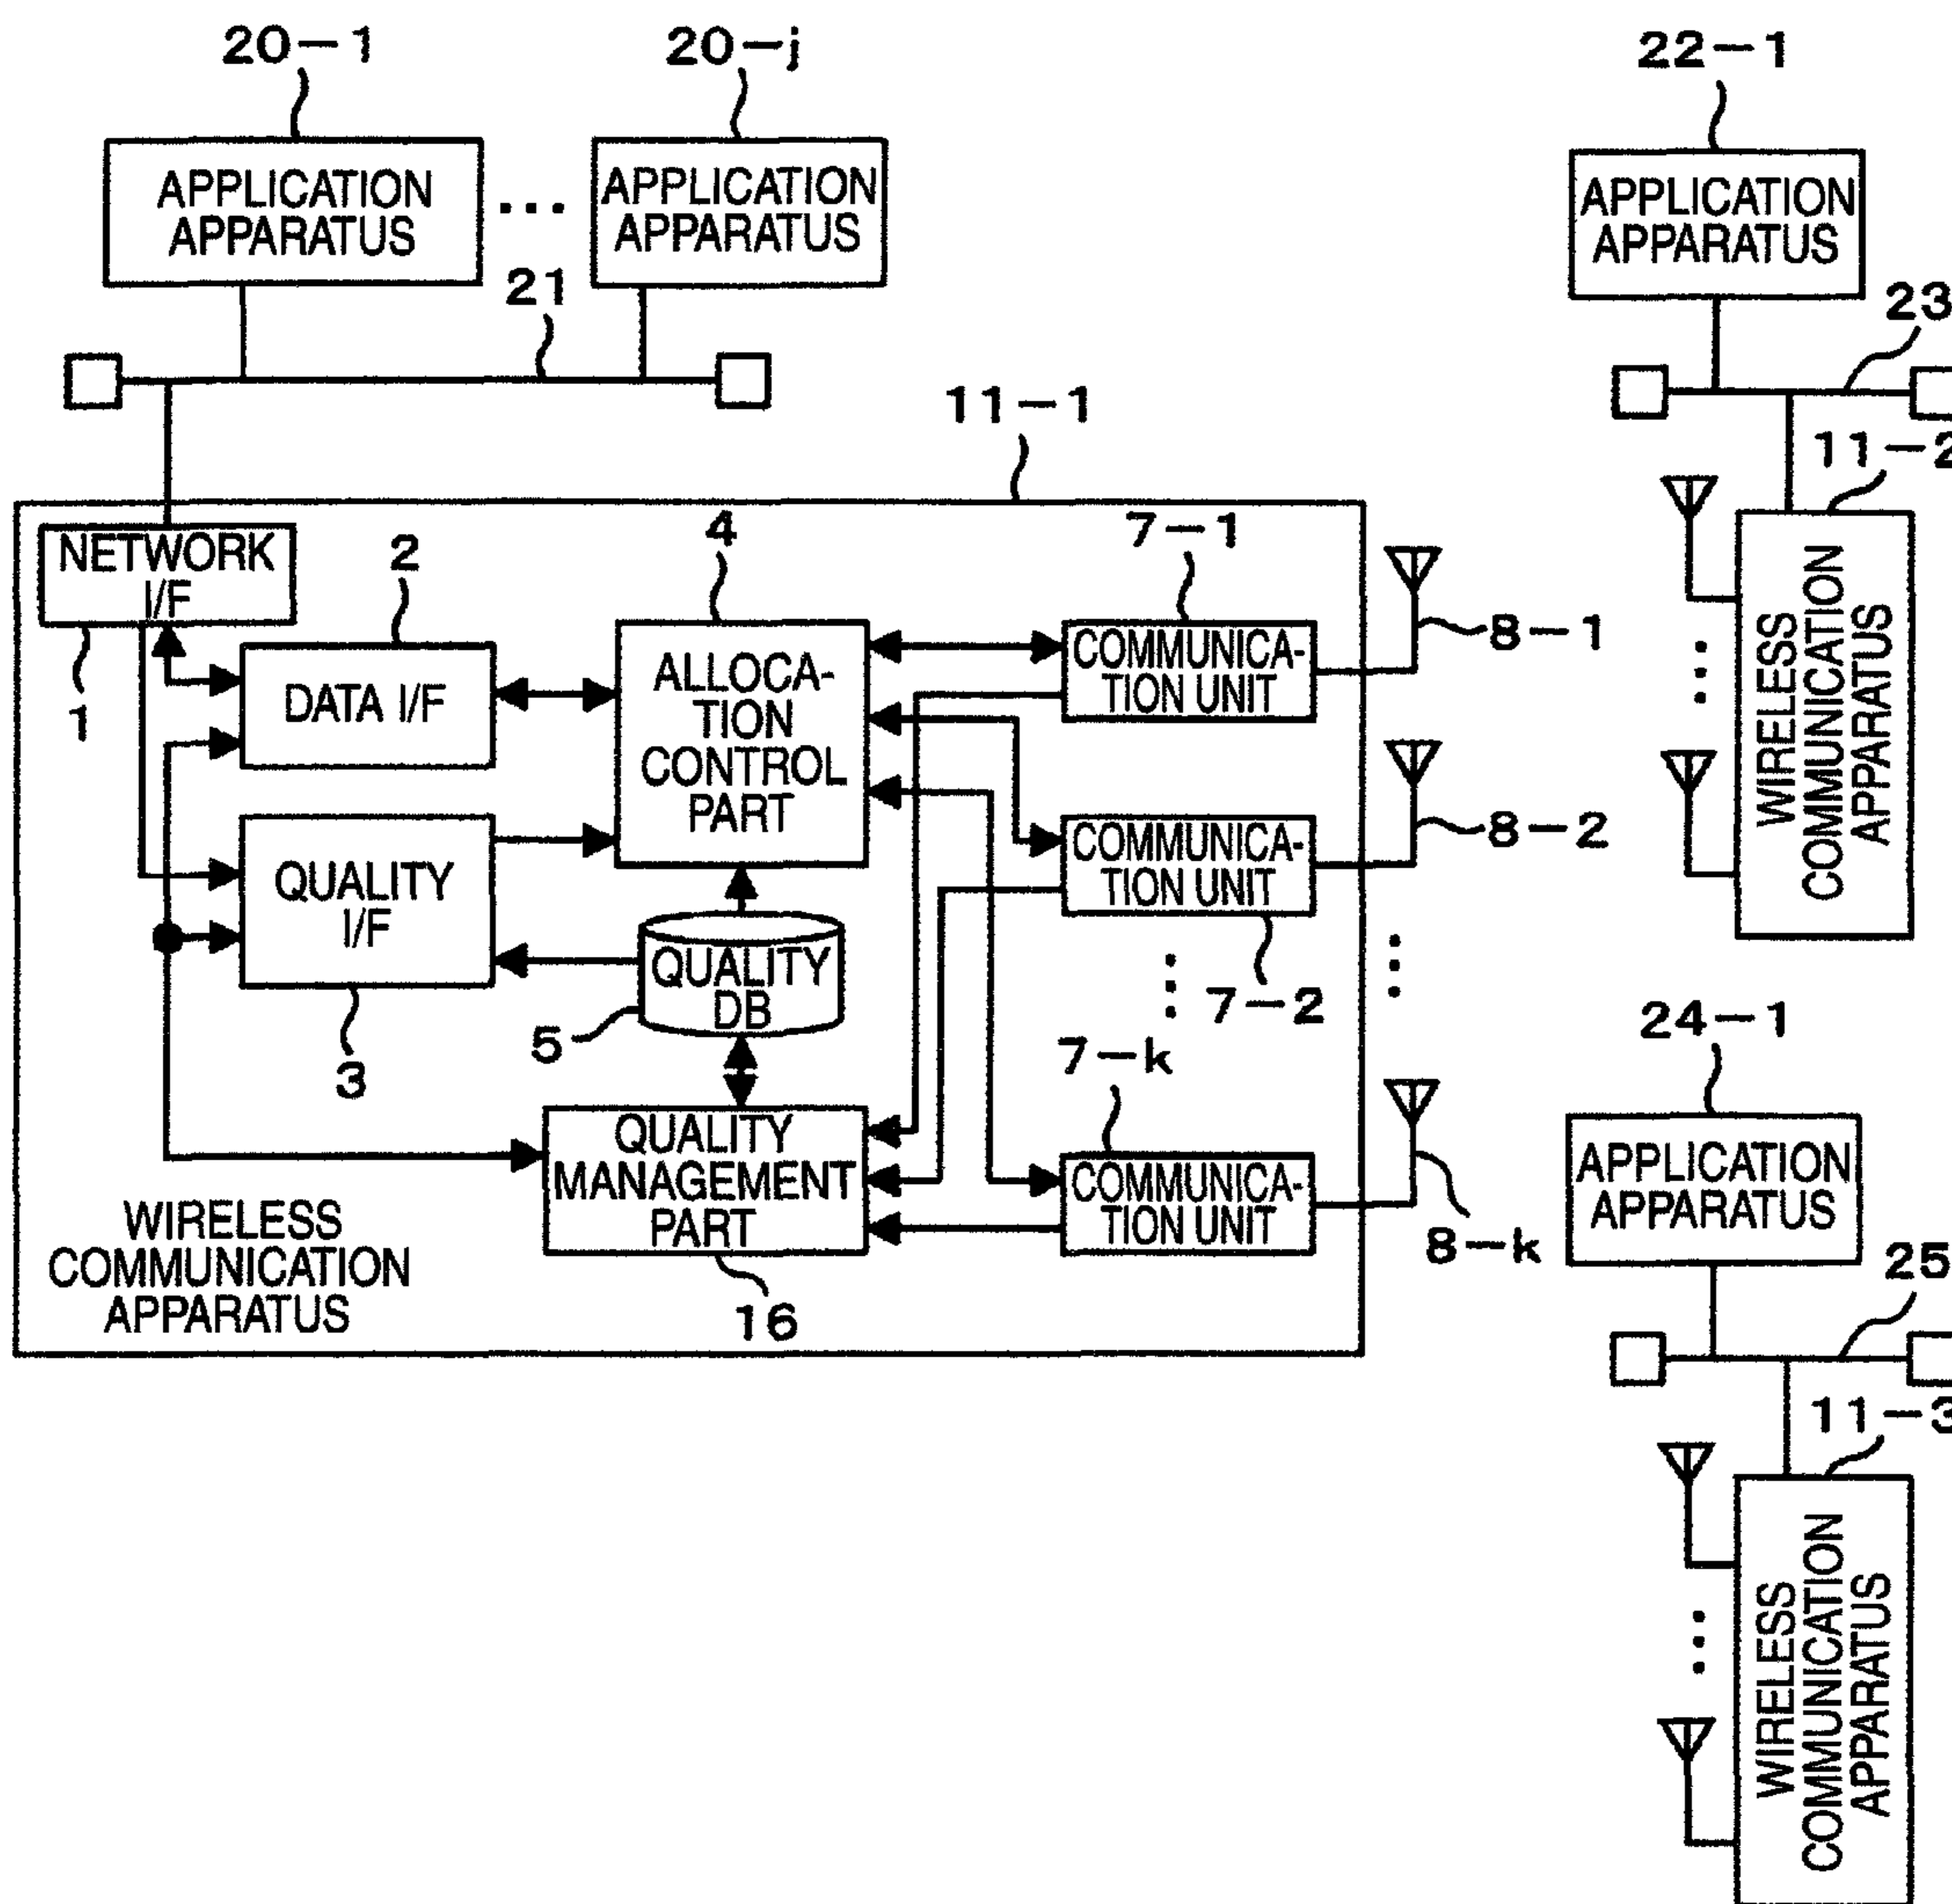 20-1
20-j
22-1
APPLICATION
APPARATUS
...
APPLICATION
APPARATUS
APPLICATION
APPARATUS
21
23
11-1
11-2
NETWORK
I/F
1
2
DATA I/F
4
ALLOCA-
TION
CONTROL
PART
7-1
COMMUNICA-
TION UNIT
8-1
WIRELESS
COMMUNICATION
APPARATUS
QUALITY
I/F
3
QUALITY
DB
5
COMMUNICA-
TION UNIT
7-2
8-2
7-k
COMMUNICA-
TION UNIT
8-k
QUALITY
MANAGEMENT
PART
16
WIRELESS
COMMUNICATION
APPARATUS
24-1
APPLICATION
APPARATUS
25
11-3
WIRELESS
COMMUNICATION
APPARATUS